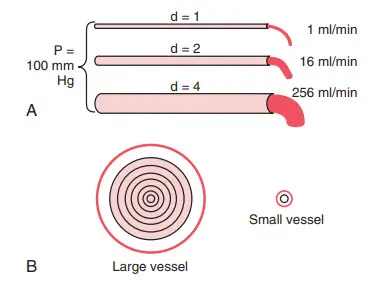 d = 1
1 ml/min
P =
100 mm
Hg
d = 2
16 ml/min
d = 4
256 ml/min
A
Small vessel
B
Large vessel